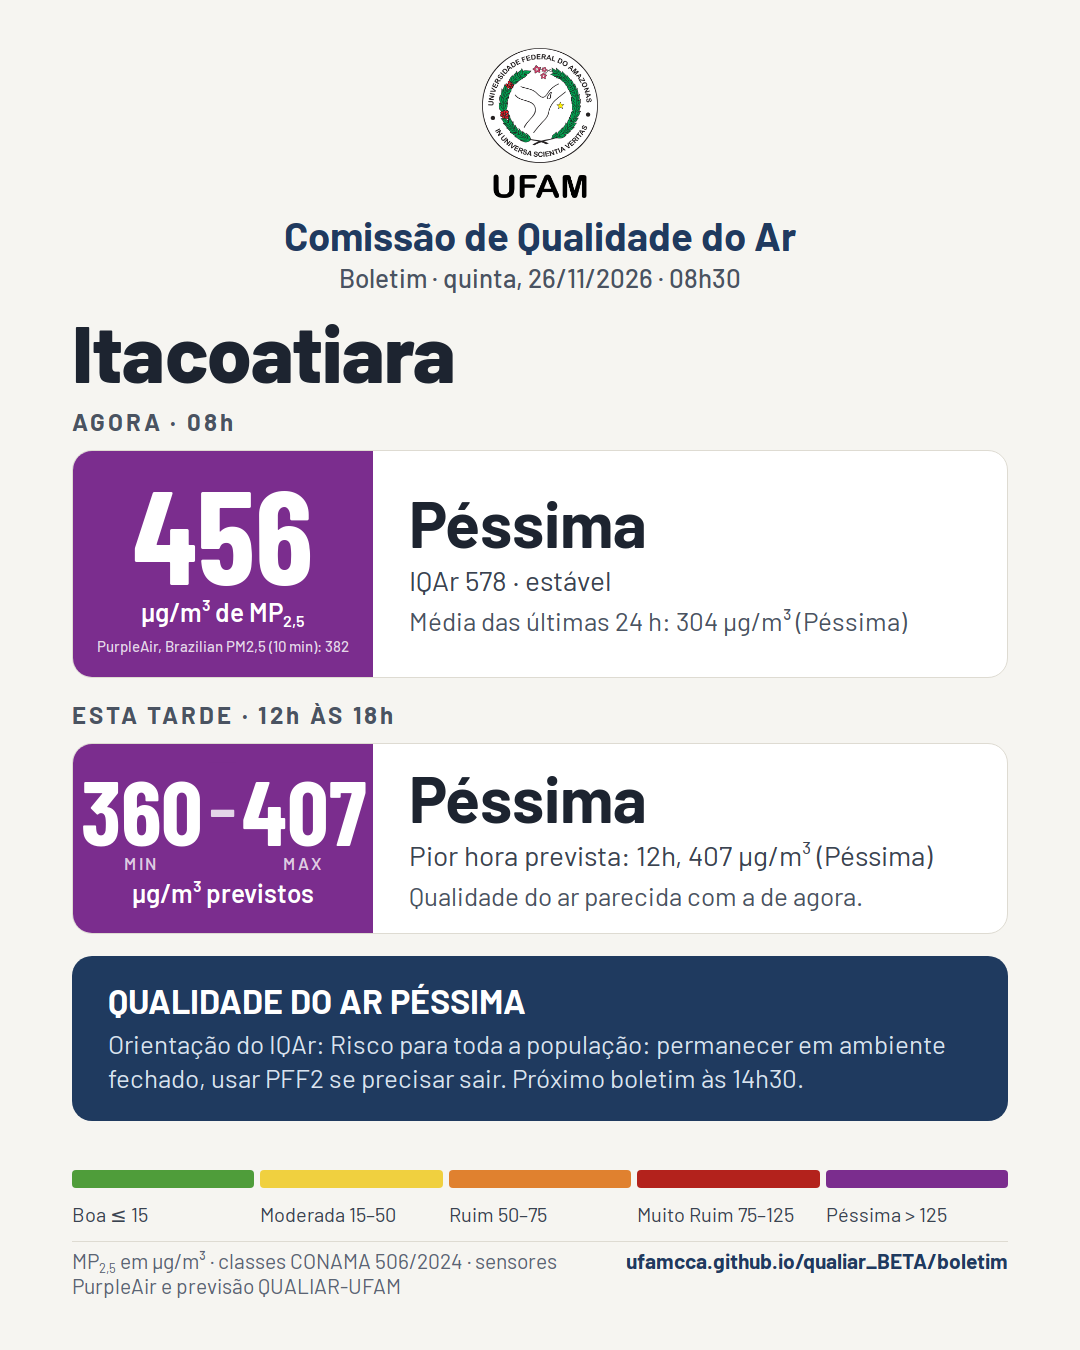 UNIVERSIDADE FEDERAL DO AMAZONAS
IN UNIVERSA SCIENTIA VERITAS
UFAM
Comissão de Qualidade do Ar
Boletim · quinta, 26/11/2026 · 08h30
Itacoatiara
AGORA · 08h
456
µg/m³ de MP2,5
PurpleAir, Brazilian PM2,5 (10 min): 382
Péssima
IQAr 578 · estável
Média das últimas 24 h: 304 µg/m³ (Péssima)
ESTA TARDE · 12h ÀS 18h
360 – 407
MIN MAX
µg/m³ previstos
Péssima
Pior hora prevista: 12h, 407 µg/m³ (Péssima)
Qualidade do ar parecida com a de agora.
QUALIDADE DO AR PÉSSIMA
Orientação do IQAr: Risco para toda a população: permanecer em ambiente
fechado, usar PFF2 se precisar sair. Próximo boletim às 14h30.
Boa ≤ 15 Moderada 15–50 Ruim 50–75 Muito Ruim 75–125 Péssima > 125
MP2,5 em µg/m³ · classes CONAMA 506/2024 · sensores
PurpleAir e previsão QUALIAR-UFAM
ufamcca.github.io/qualiar_BETA/boletim